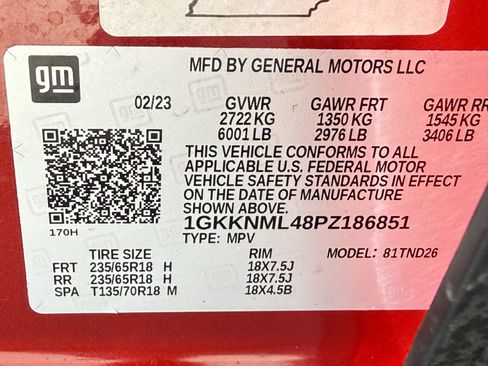 gm
MFD BY GENERAL MOTORS LLC
02/23 GVWR GAWR FRT GAWR RR
2722 KG 1350 KG 1545 KG
6001 LB 2976 LB 3406 LB
THIS VEHICLE CONFORMS TO ALL
APPLICABLE U.S. FEDERAL MOTOR
VEHICLE SAFETY STANDARDS IN EFFECT
ON THE DATE OF MANUFACTURE
SHOWN ABOVE.
170H 1GKKNML48PZ186851
TYPE: MPV MODEL: 81TND26
TIRE SIZE RIM
FRT 235/65R18 H 18X7.5J
RR 235/65R18 H 18X7.5J
SPA T135/70R18 M 18X4.5B